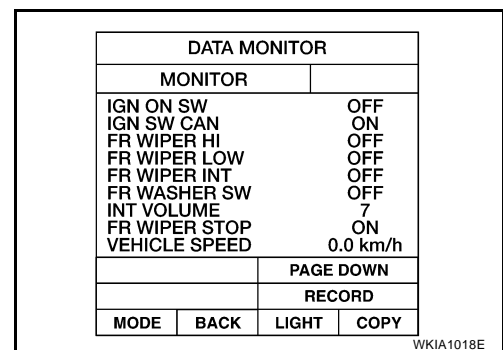 DATA MONITOR
MONITOR
IGN ON SW OFF
IGN SW CAN ON
FR WIPER HI OFF
FR WIPER LOW OFF
FR WIPER INT OFF
FR WASHER SW OFF
INT VOLUME 7
FR WIPER STOP ON
VEHICLE SPEED 0.0 km/h
PAGE DOWN
RECORD
MODE BACK LIGHT COPY
WKIA1018E